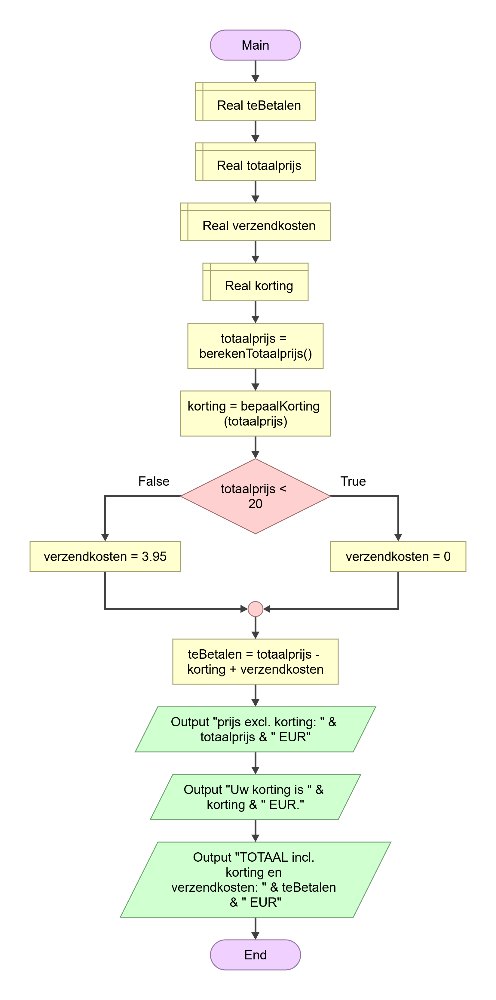 Main
Real teBetalen
Real totaalprijs
Real verzendkosten
Real korting
totaalprijs =
berekenTotaalprijs()
korting = bepaalKorting
(totaalprijs)
False
True
totaalprijs <
20
verzendkosten = 3.95
verzendkosten = 0
teBetalen = totaalprijs -
korting + verzendkosten
Output "prijs excl. korting: " &
totaalprijs & " EUR"
Output "Uw korting is " &
korting & " EUR."
Output "TOTAAL incl.
korting en
verzendkosten: " & teBetalen
& " EUR"
End